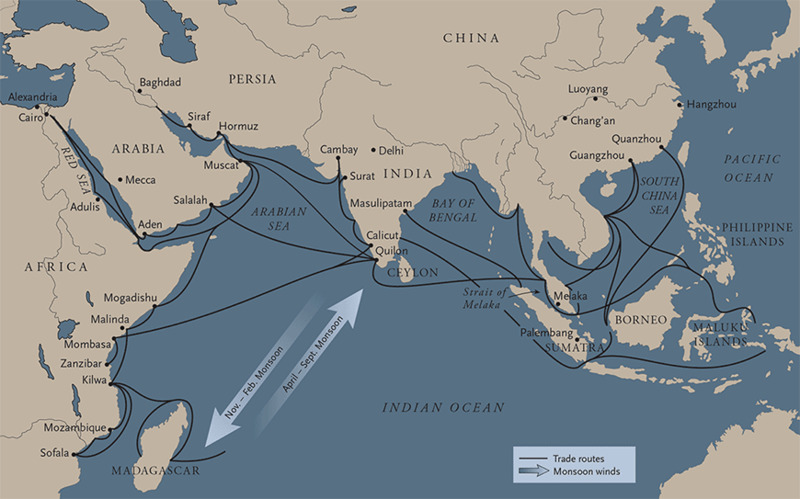 CHINA
Baghdad
PERSIA
Luoyang
Alexandria
Hangzhou
Cairo
Siraf
Chang'an
Hormuz
Quanzhou
ARABIA
Cambay
Delhi
Guangzhou
RED SEA
Muscat
INDIA
PACIFIC
OCEAN
Mecca
Surat
SOUTH
CHINA
SEA
Adulis
Salalah
ARABIAN
SEA
Masulipatam
BAY OF
BENGAL
Aden
PHILIPPINE
ISLANDS
Calicut
Quilon
AFRICA
CEYLON
Mogadishu
Strait of
Melaka
Melaka
Malinda
BORNEO
MALUKU
ISLANDS
Mombasa
Palembang
SUMATRA
Zanzibar
Nov. – Feb. Monsoon
April – Sept. Monsoon
Kilwa
INDIAN OCEAN
Mozambique
Sofala
MADAGASCAR
Trade routes
Monsoon winds